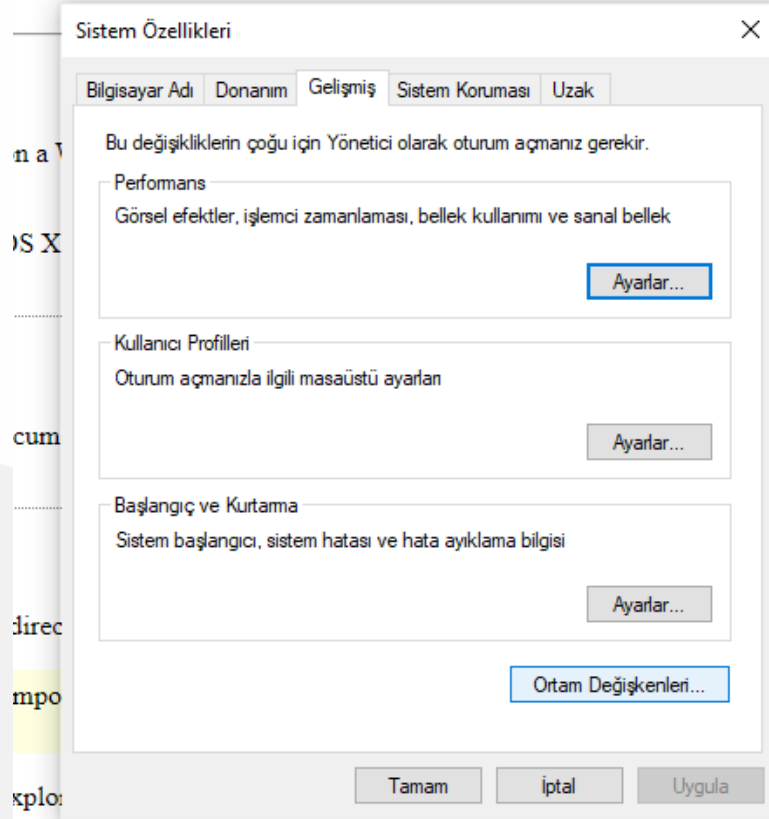 Sistem Özellikleri
Bilgisayar Adı Donanım Gelişmiş Sistem Koruması Uzak
Bu değişikliklerin çoğu için Yönetici olarak oturum açmanız gerekir.
Performans
Görsel efektler, işlemci zamanlaması, bellek kullanımı ve sanal bellek
Ayarlar...
Kullanıcı Profilleri
Oturum açmanızla ilgili masaüstü ayarları
Ayarlar...
Başlangıç ve Kurtarma
Sistem başlangıcı, sistem hatası ve hata ayıklama bilgisi
Ayarlar...
Ortam Değişkenleri...
Tamam İptal Uygula